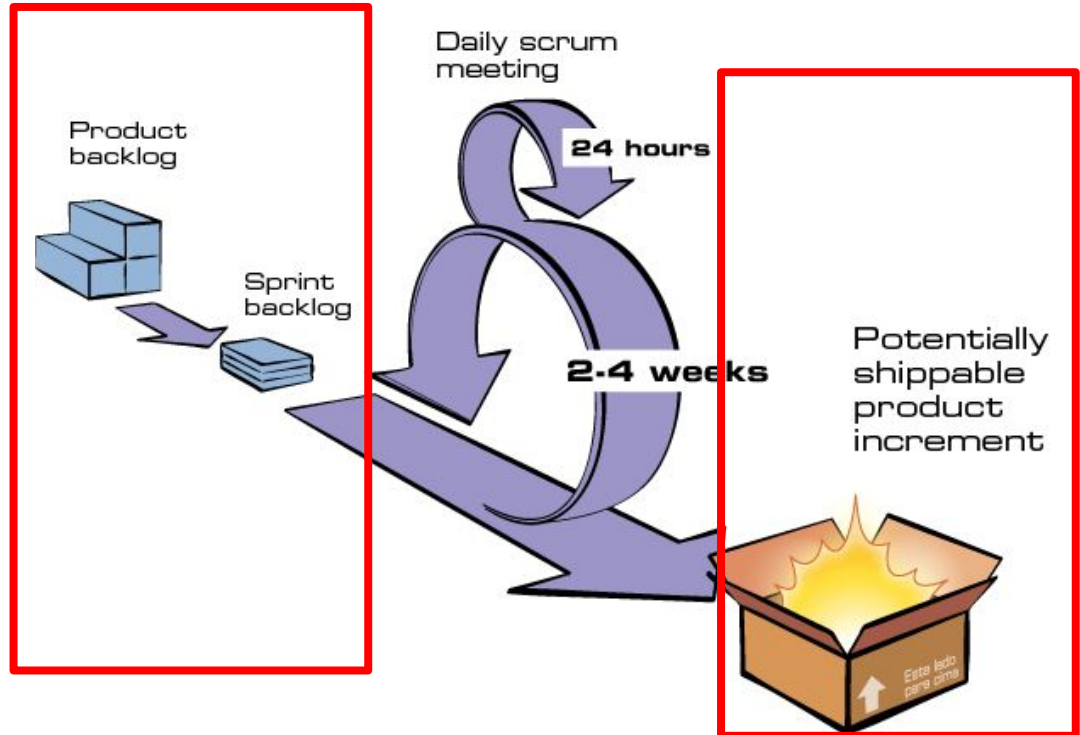 Daily scrum
meeting
24 hours
Product
backlog
Sprint
backlog
2-4 weeks
Potentially
shippable
product
increment
Este lado
para cima